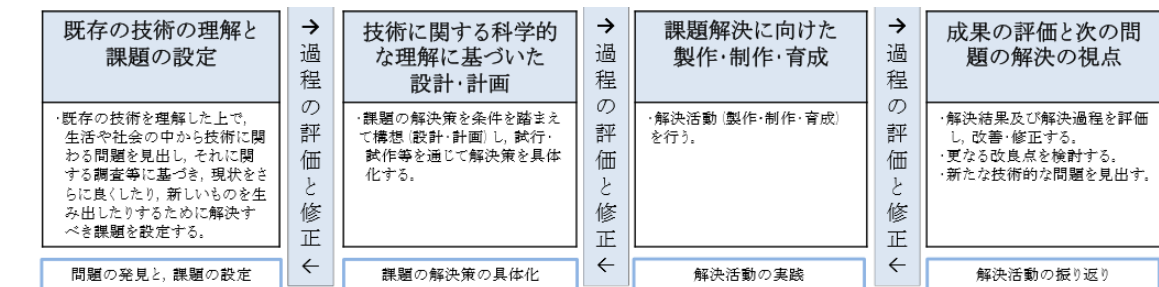 既存の技術の理解と
課題の設定
・既存の技術を理解した上で,
生活や社会の中から技術に関
わる問題を見出し, それに関
する調査等に基づき, 現状をさ
らに良くしたり, 新しいものを生
み出したりするために解決す
べき課題を設定する。
問題の発見と, 課題の設定
→過程の評価と修正←
技術に関する科学的
な理解に基づいた
設計・計画
・課題の解決策を条件を踏まえ
て構想(設計・計画)し, 試行・
試作等を通じて解決策を具体
化する。
課題の解決策の具体化
→過程の評価と修正←
課題解決に向けた
製作・制作・育成
・解決活動(製作・制作・育成)
を行う。
解決活動の実践
→過程の評価と修正←
成果の評価と次の問
題の解決の視点
・解決結果及び解決過程を評価
し, 改善・修正する。
・更なる改良点を検討する。
・新たな技術的な問題を見出す。
解決活動の振り返り